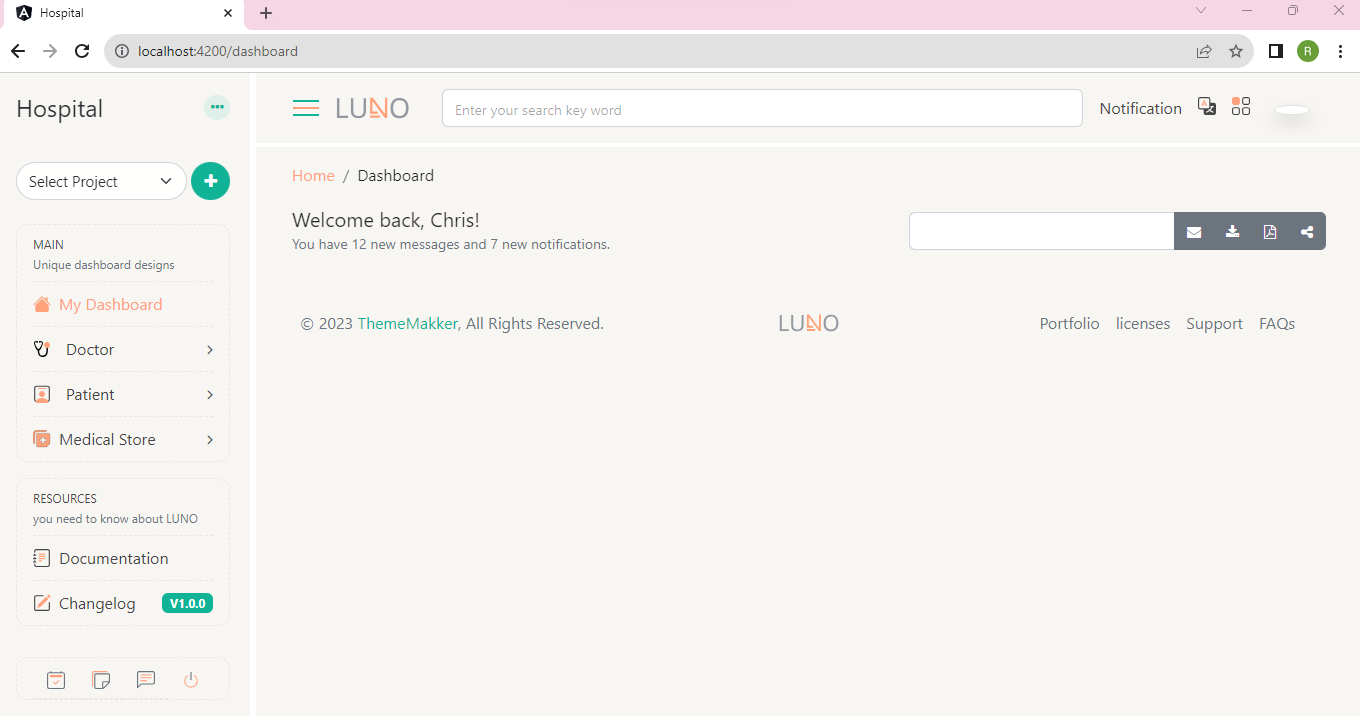 Hospital
localhost:4200/dashboard
R
Hospital
LUNO
Enter your search key word
Notification
Select Project
Home / Dashboard
Welcome back, Chris!
You have 12 new messages and 7 new notifications.
MAIN
Unique dashboard designs
My Dashboard
Doctor
Patient
Medical Store
RESOURCES
you need to know about LUNO
Documentation
Changelog V1.0.0
© 2023 ThemeMakker, All Rights Reserved.
LUNO
Portfolio licenses Support FAQs